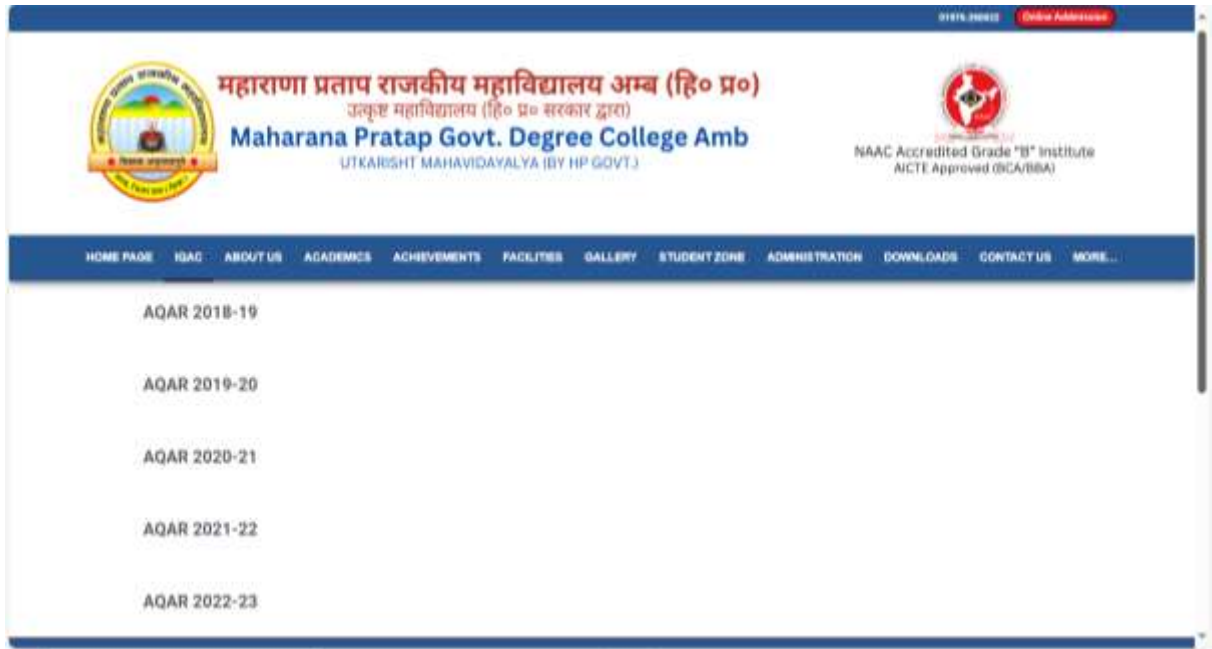 Online Admission
महाराणा प्रताप राजकीय महाविद्यालय अम्ब (हि० प्र०)
उत्कृष्ट महाविद्यालय (हि० प्र० सरकार द्वारा)
Maharana Pratap Govt. Degree College Amb
UTKARISHT MAHAVIDAYALYA (BY HP GOVT.)
NAAC Accredited Grade "B" Institute
AICTE Approved (BCA/BBA)
HOME PAGE IQAC ABOUT US ACADEMICS ACHIEVEMENTS FACILITIES GALLERY STUDENT ZONE ADMINISTRATION DOWNLOADS CONTACT US MORE...
AQAR 2018-19
AQAR 2019-20
AQAR 2020-21
AQAR 2021-22
AQAR 2022-23